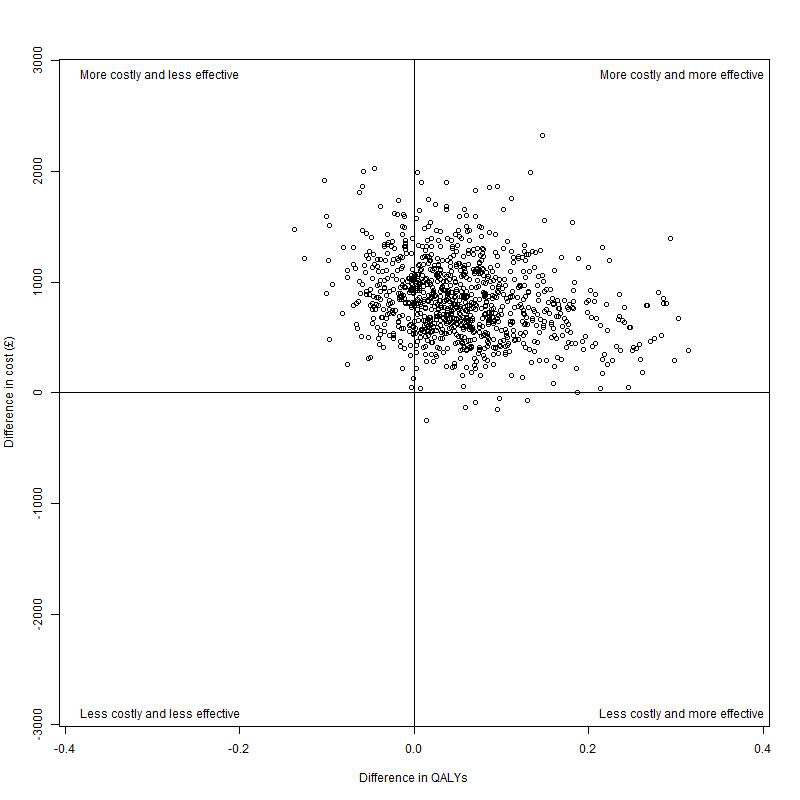 More costly and less effective
More costly and more effective
3000
2000
1000
0
-1000
-2000
-3000
Difference in cost (£)
Less costly and less effective
Less costly and more effective
-0.4
-0.2
0.0
0.2
0.4
Difference in QALYs